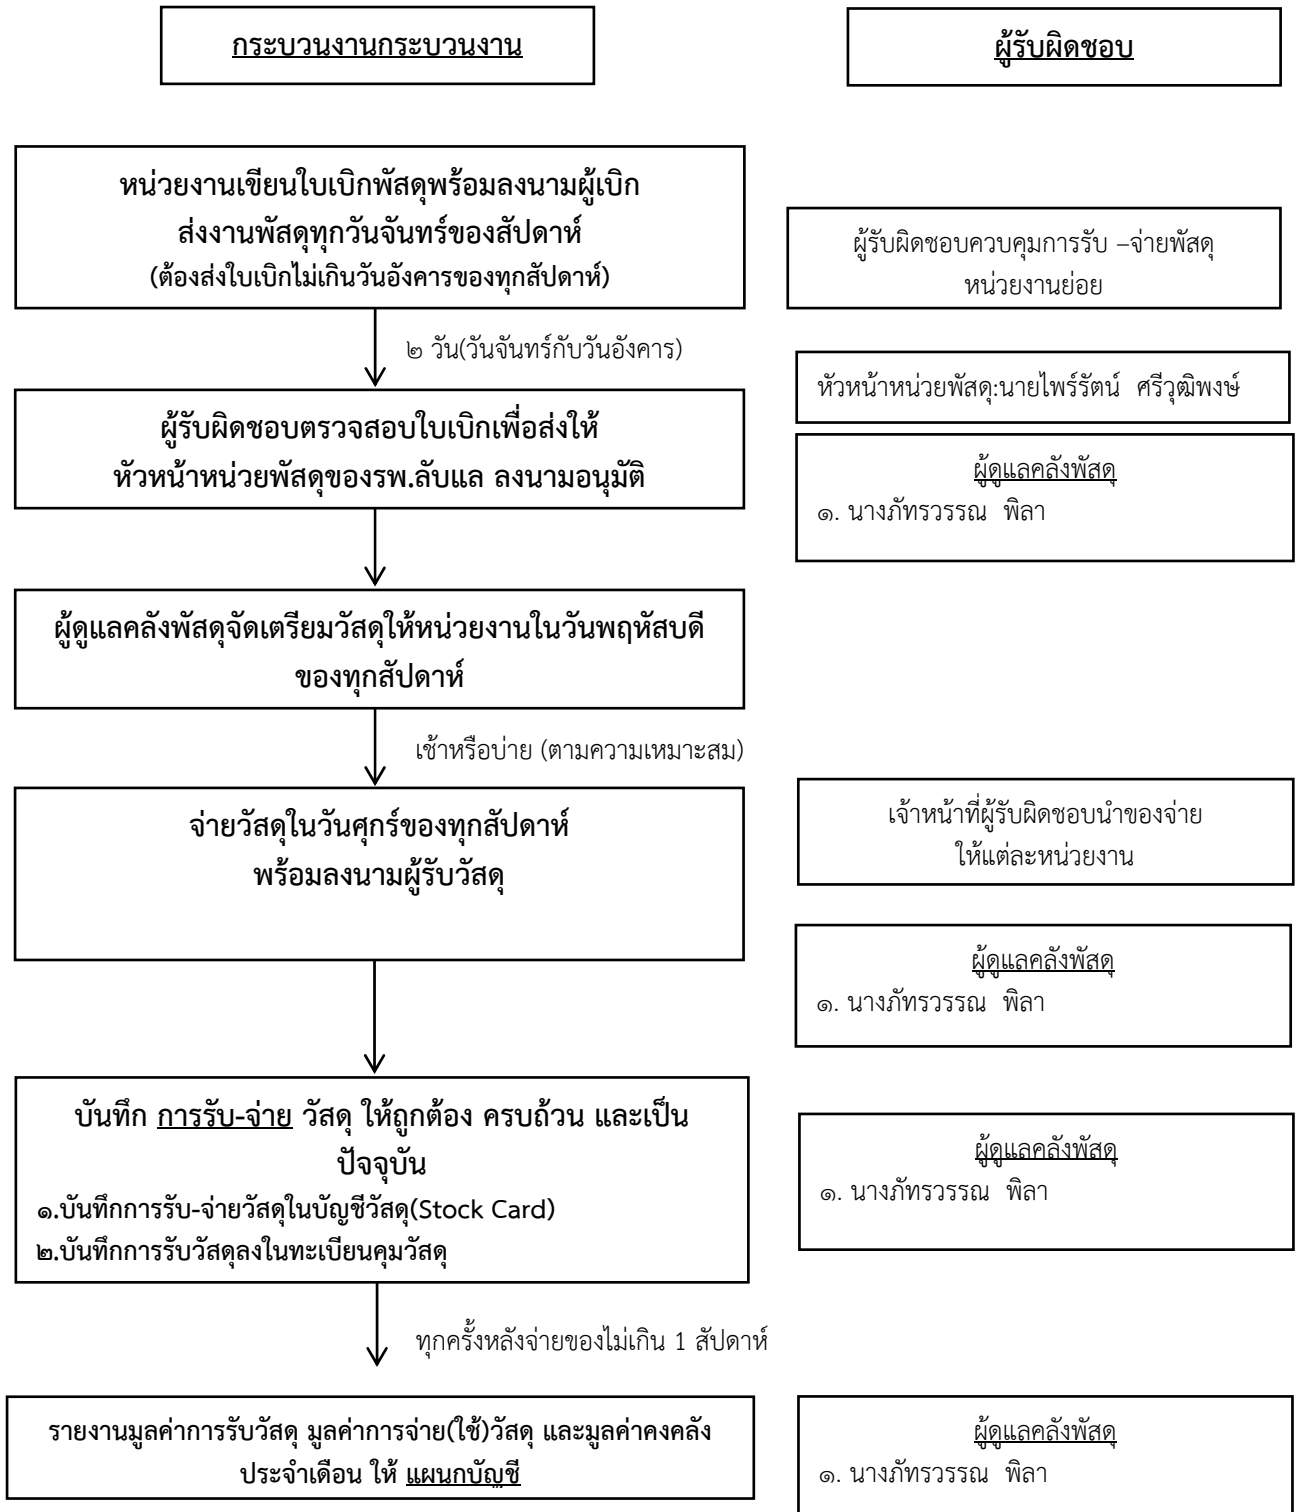 กระบวนงานกระบวนงาน
ผู้รับผิดชอบ
หน่วยงานเขียนใบเบิกพัสดุพร้อมลงนามผู้เบิก
ส่งงานพัสดุทุกวันจันทร์ของสัปดาห์
(ต้องส่งใบเบิกไม่เกินวันอังคารของทุกสัปดาห์)
ผู้รับผิดชอบควบคุมการรับ –จ่ายพัสดุ
หน่วยงานย่อย
๒ วัน(วันจันทร์กับวันอังคาร)
หัวหน้าหน่วยพัสดุ:นายไพร์รัตน์ ศรีวุฒิพงษ์
ผู้รับผิดชอบตรวจสอบใบเบิกเพื่อส่งให้
หัวหน้าหน่วยพัสดุของรพ.ลับแล ลงนามอนุมัติ
ผู้ดูแลคลังพัสดุ
๑. นางภัทรวรรณ พิลา
ผู้ดูแลคลังพัสดุจัดเตรียมวัสดุให้หน่วยงานในวันพฤหัสบดี
ของทุกสัปดาห์
เช้าหรือบ่าย (ตามความเหมาะสม)
จ่ายวัสดุในวันศุกร์ของทุกสัปดาห์
พร้อมลงนามผู้รับวัสดุ
เจ้าหน้าที่ผู้รับผิดชอบนำของจ่าย
ให้แต่ละหน่วยงาน
ผู้ดูแลคลังพัสดุ
๑. นางภัทรวรรณ พิลา
บันทึก การรับ-จ่าย วัสดุ ให้ถูกต้อง ครบถ้วน และเป็น
ปัจจุบัน
๑.บันทึกการรับ-จ่ายวัสดุในบัญชีวัสดุ(Stock Card)
๒.บันทึกการรับวัสดุลงในทะเบียนคุมวัสดุ
ผู้ดูแลคลังพัสดุ
๑. นางภัทรวรรณ พิลา
ทุกครั้งหลังจ่ายของไม่เกิน 1 สัปดาห์
รายงานมูลค่าการรับวัสดุ มูลค่าการจ่าย(ใช้)วัสดุ และมูลค่าคงคลัง
ประจำเดือน ให้ แผนกบัญชี
ผู้ดูแลคลังพัสดุ
๑. นางภัทรวรรณ พิลา